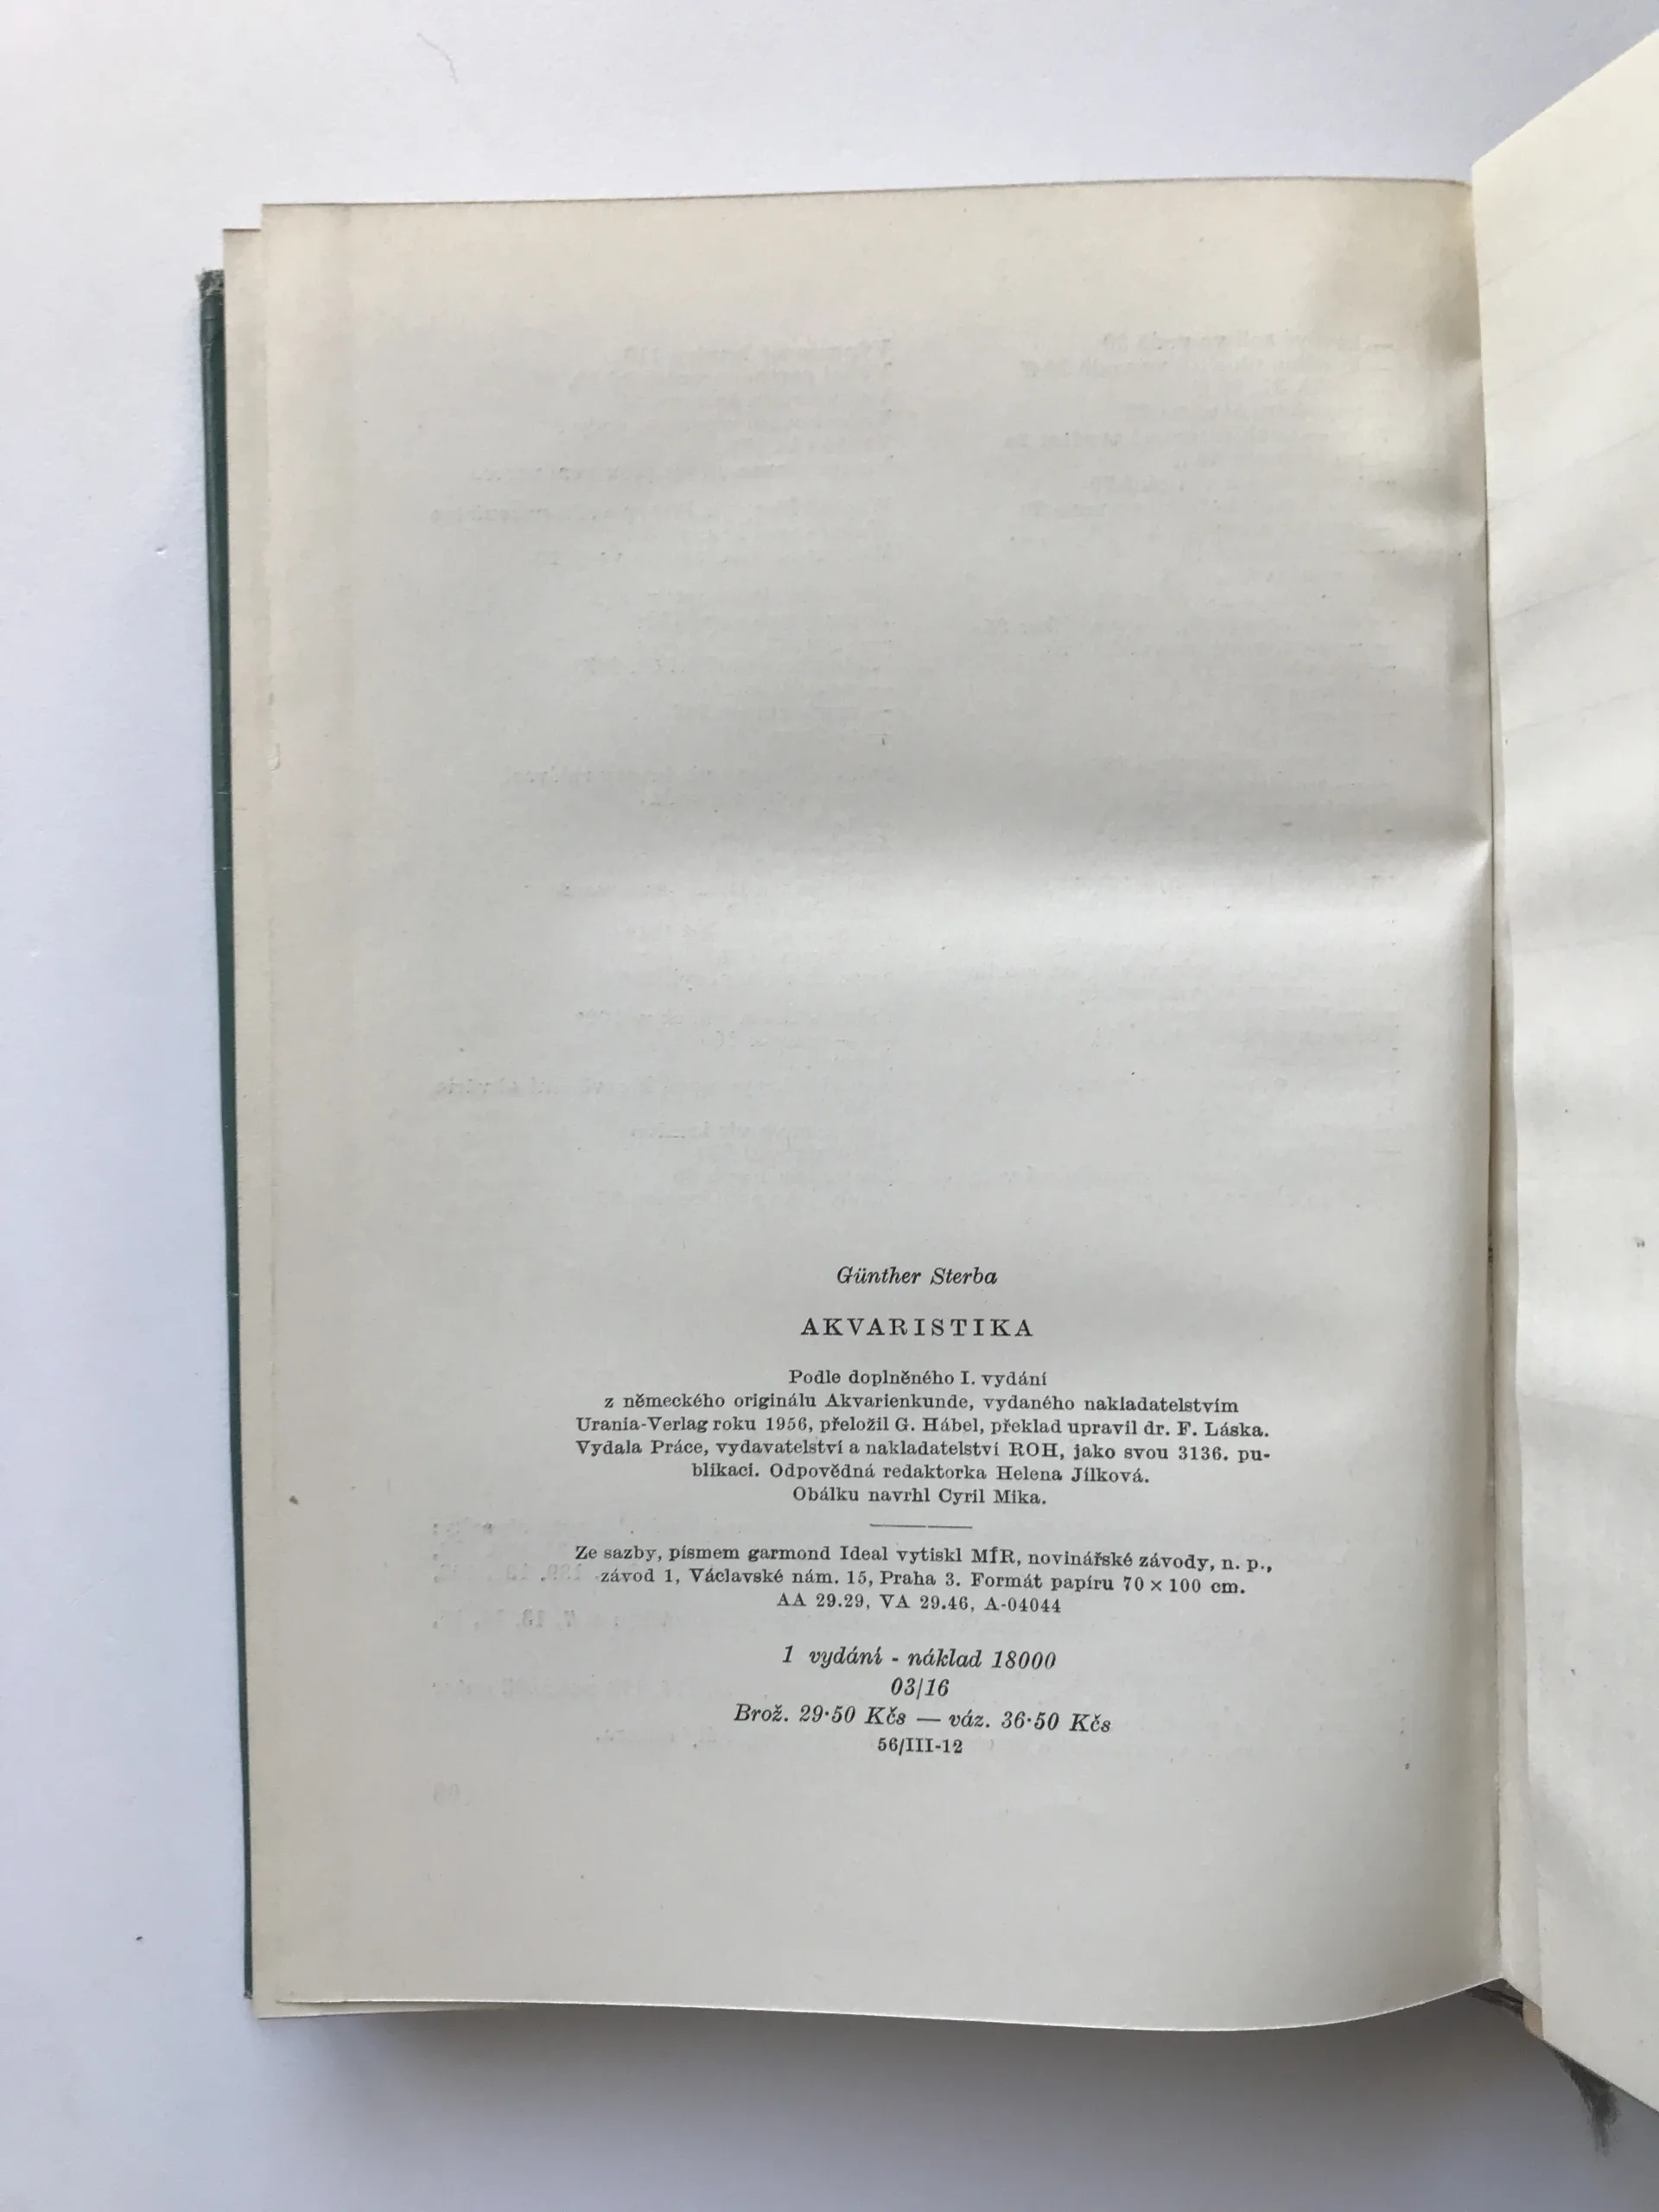 Günther Sterba
AKVARISTIKA
Podle doplněného I. vydání
z německého originálu Akvarienkunde, vydaného nakladatelstvím
Urania-Verlag roku 1956, přeložil G. Hábel, překlad upravil dr. F. Láska.
Vydala Práce, vydavatelství a nakladatelství ROH, jako svou 3136. pu-
blikaci. Odpovědná redaktorka Helena Jílková.
Obálku navrhl Cyril Mika.
Ze sazby, písmem garmond Ideal vytiskl MÍR, novinářské závody, n. p.,
závod 1, Václavské nám. 15, Praha 3. Formát papíru 70 × 100 cm.
AA 29.29, VA 29.46, A-04044
1 vydání - náklad 18000
03/16
Brož. 29·50 Kčs — váz. 36·50 Kčs
56/III-12